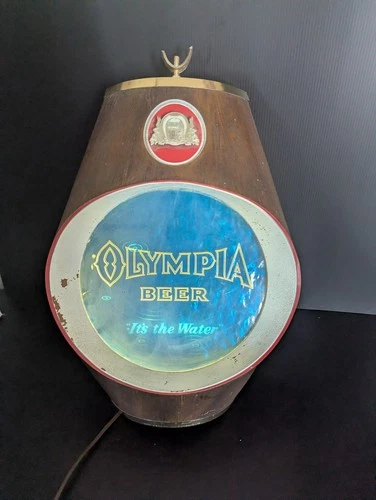 OLYMPIA
BEER
"It's the Water"